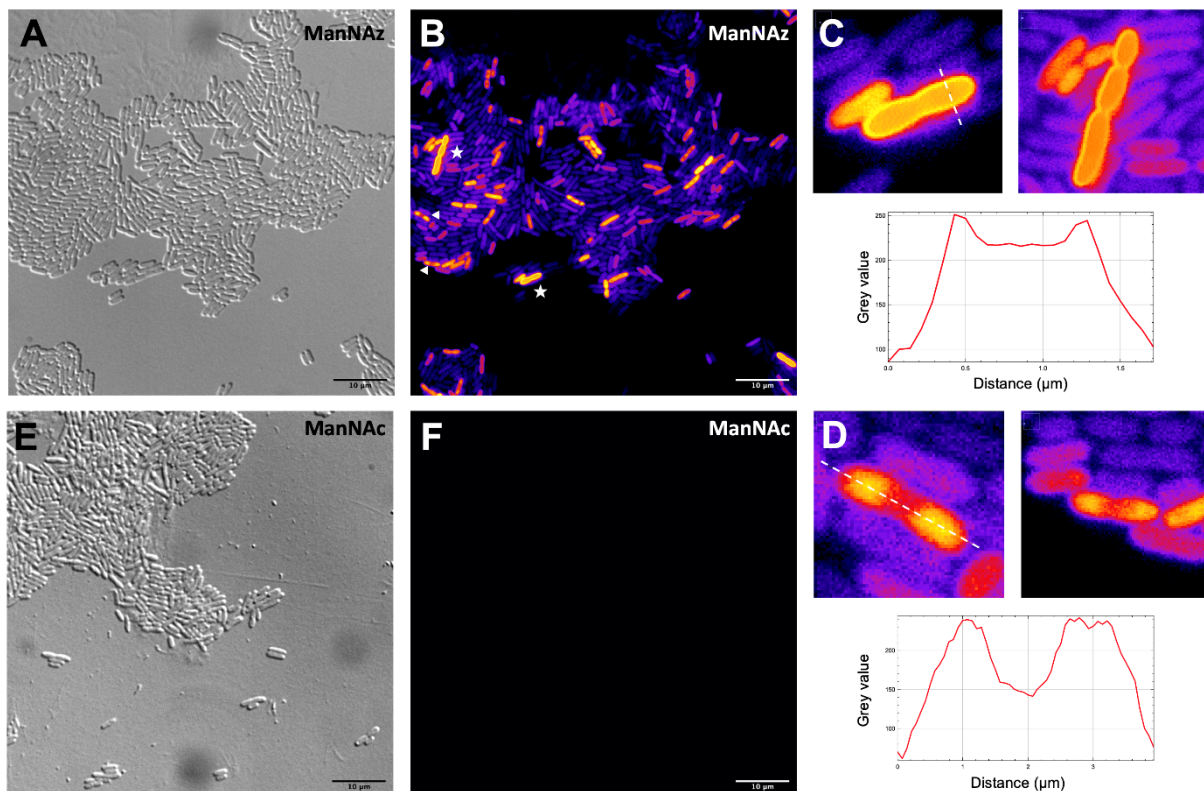 A
ManNAz
B
ManNAz
C
250
200
150
100
0.0
0.5
1.0
1.5
Grey value
Distance (µm)
10 µm
10 µm
E
ManNAc
F
ManNAc
D
200
150
100
0
1
2
3
Grey value
Distance (µm)
10 µm
10 µm